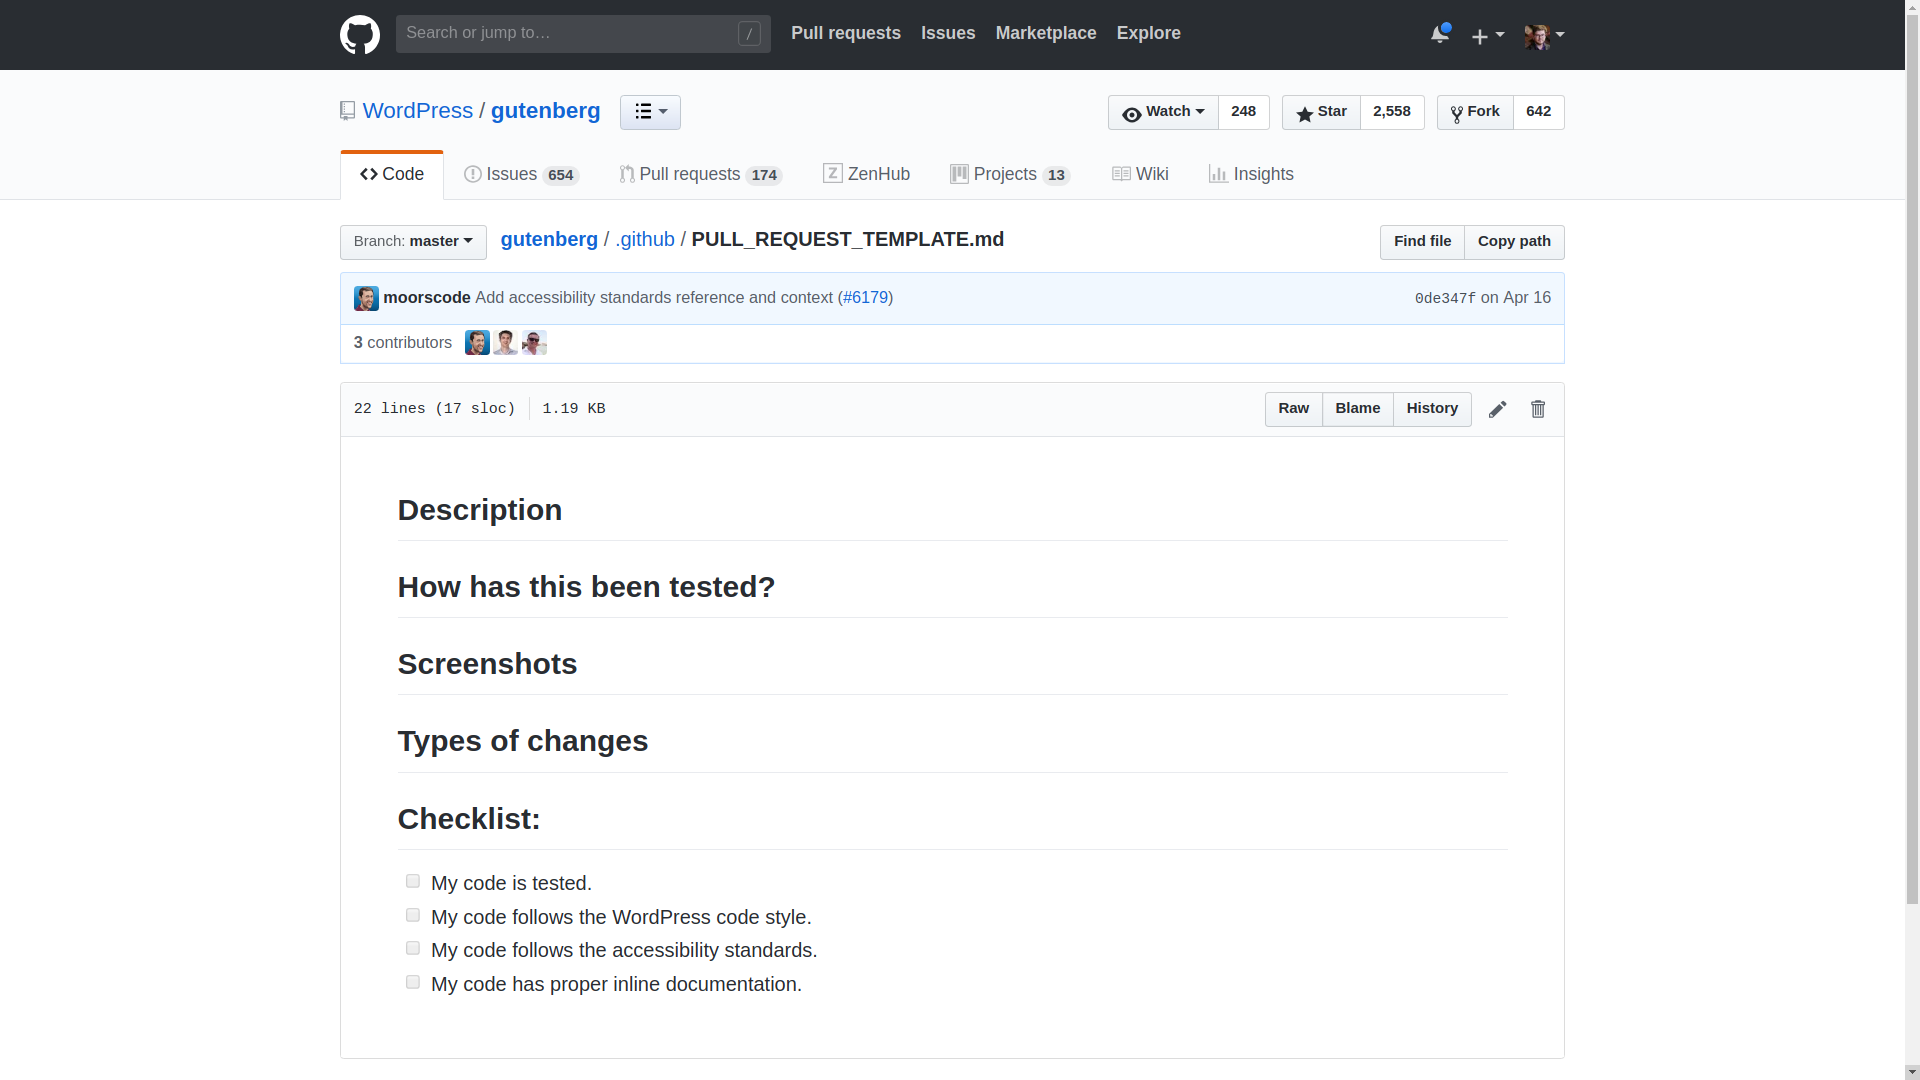 Search or jump to… /
Pull requests Issues Marketplace Explore
WordPress / gutenberg
Watch 248 Star 2,558 Fork 642
Code Issues 654 Pull requests 174 ZenHub Projects 13 Wiki Insights
Branch: master gutenberg / .github / PULL_REQUEST_TEMPLATE.md Find file Copy path
moorscode Add accessibility standards reference and context (#6179) 0de347f on Apr 16
3 contributors
22 lines (17 sloc) 1.19 KB Raw Blame History
Description
How has this been tested?
Screenshots
Types of changes
Checklist:
My code is tested.
My code follows the WordPress code style.
My code follows the accessibility standards.
My code has proper inline documentation.